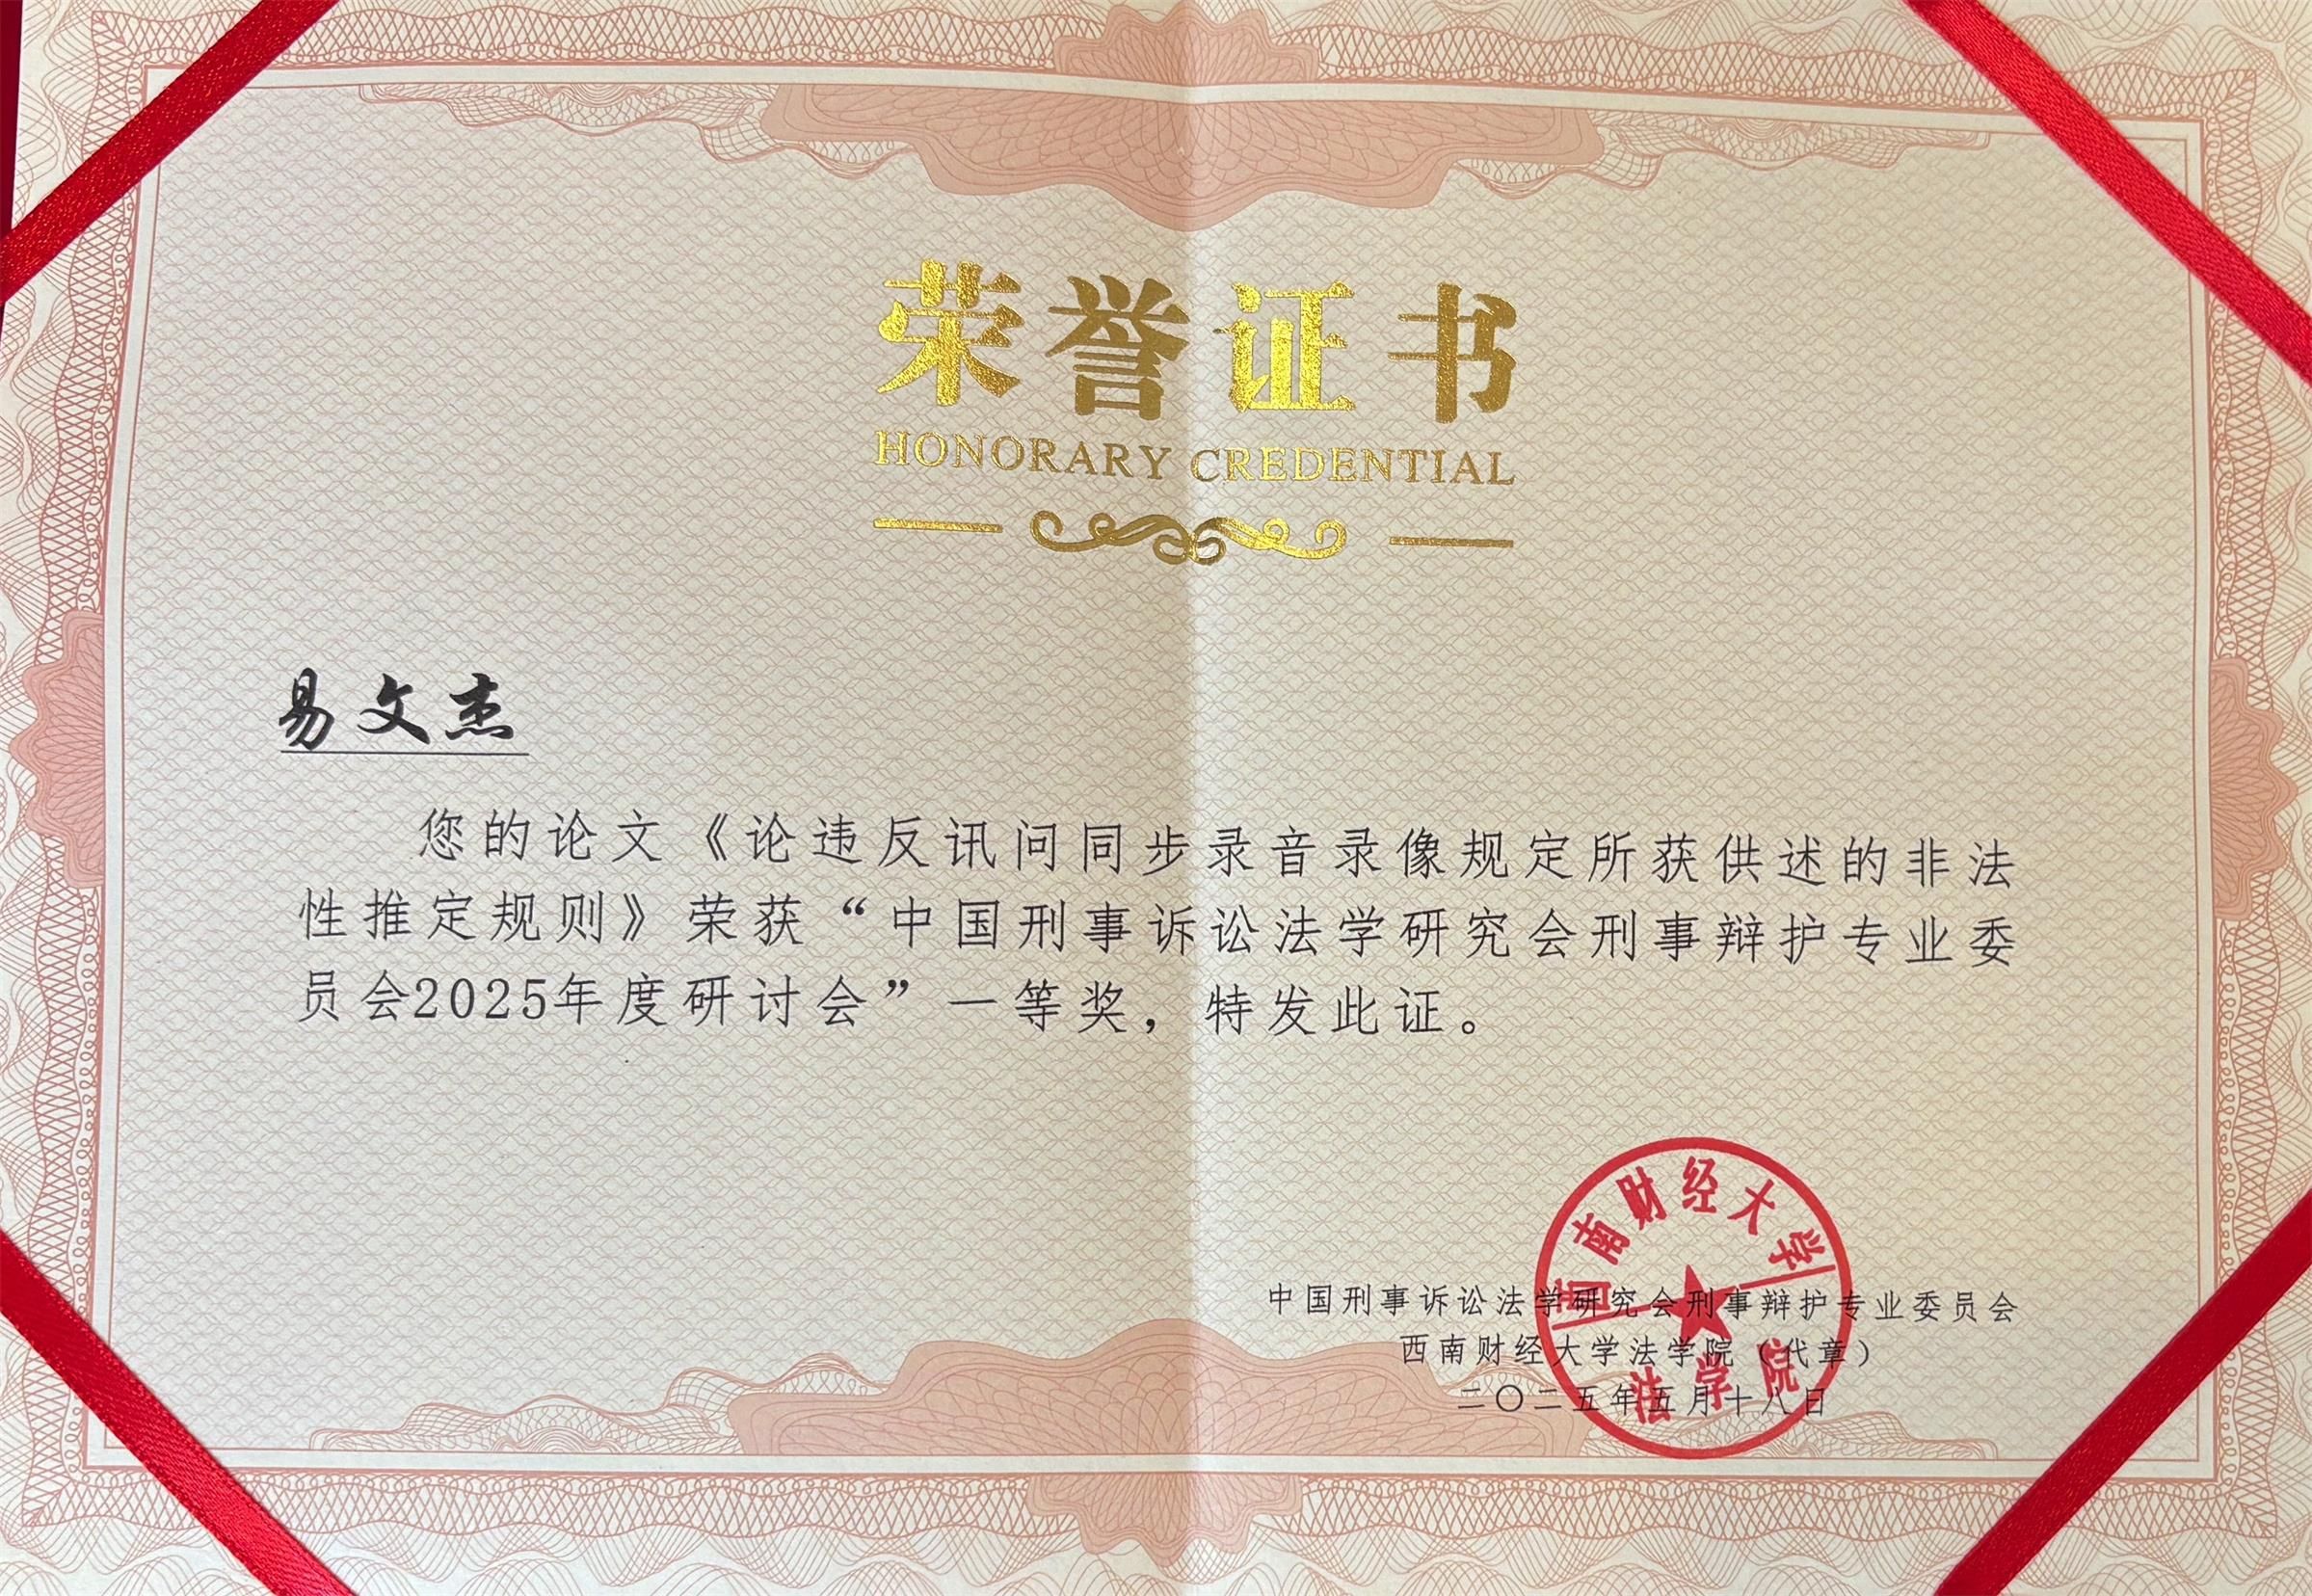 荣誉证书
HONORARY CREDENTIAL
易文杰
您的论文《论违反讯问同步录音录像规定所获供述的非法
性推定规则》荣获“中国刑事诉讼法学研究会刑事辩护专业委
员会2025年度研讨会”一等奖，特发此证。
中国刑事诉讼法学研究会刑事辩护专业委员会
西南财经大学法学院（代章）
二〇二五年五月十八日
西南财经大学
法学院